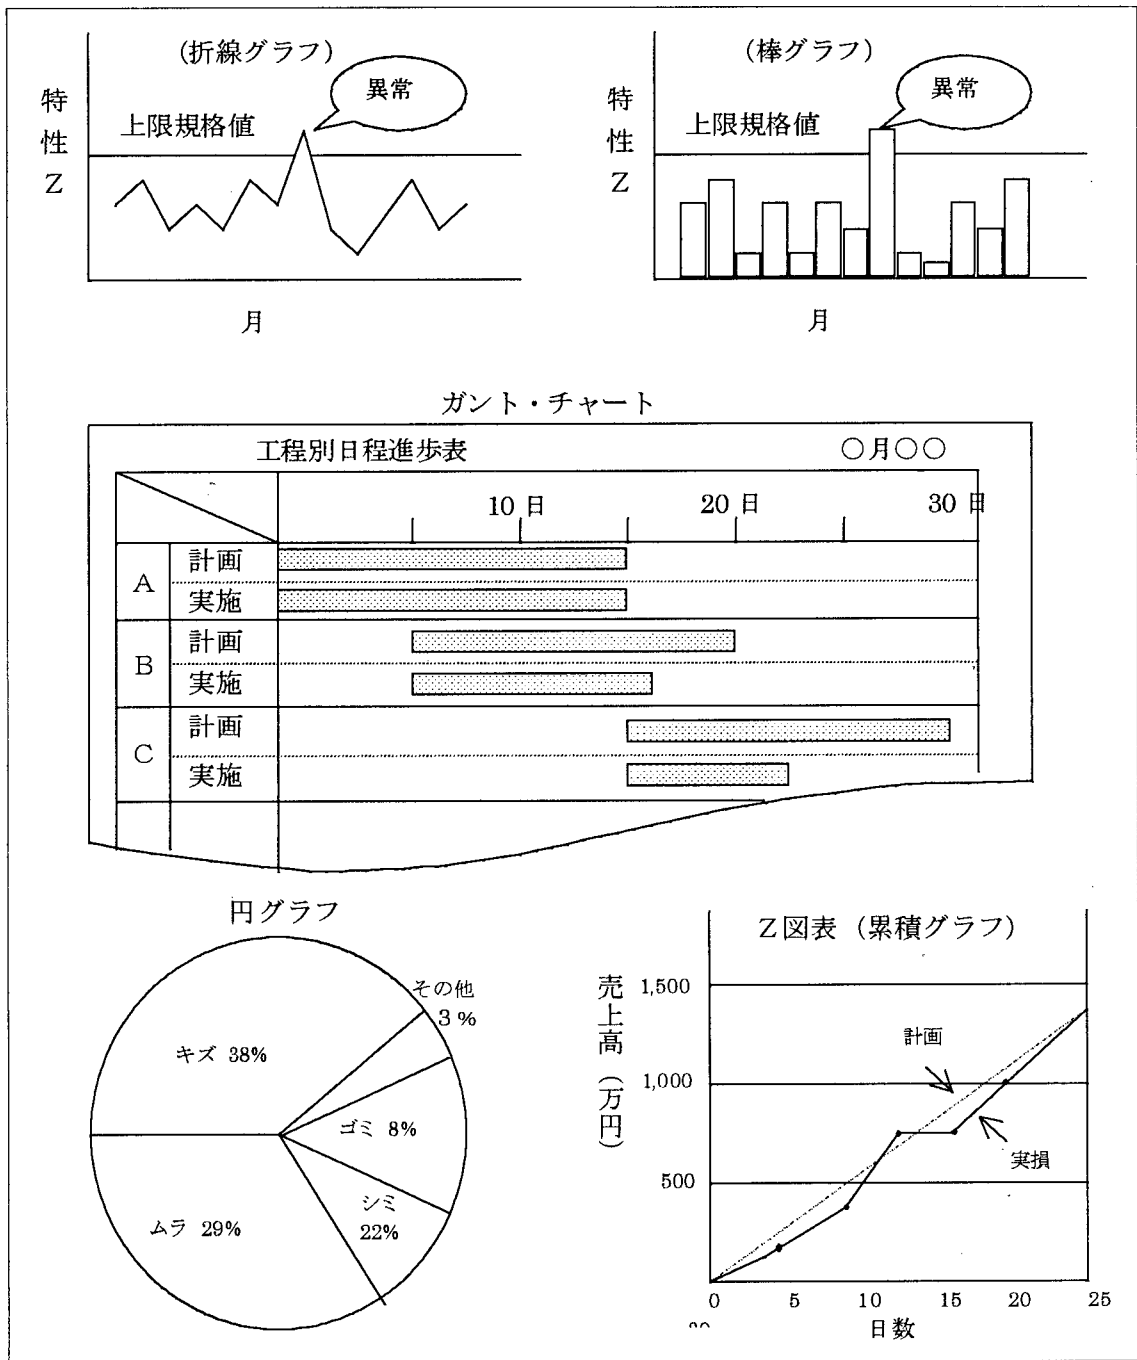 (折線グラフ)
異常
特性Z
上限規格値
月
(棒グラフ)
異常
特性Z
上限規格値
月
ガント・チャート
工程別日程進歩表 〇月〇〇
10日 20日 30日
A 計画
実施
B 計画
実施
C 計画
実施
円グラフ
その他
3%
キズ 38%
ゴミ 8%
シミ
22%
ムラ 29%
Z図表 (累積グラフ)
売上高(万円)
1,500
計画
1,000
実損
500
0 5 10 15 20 25
日数